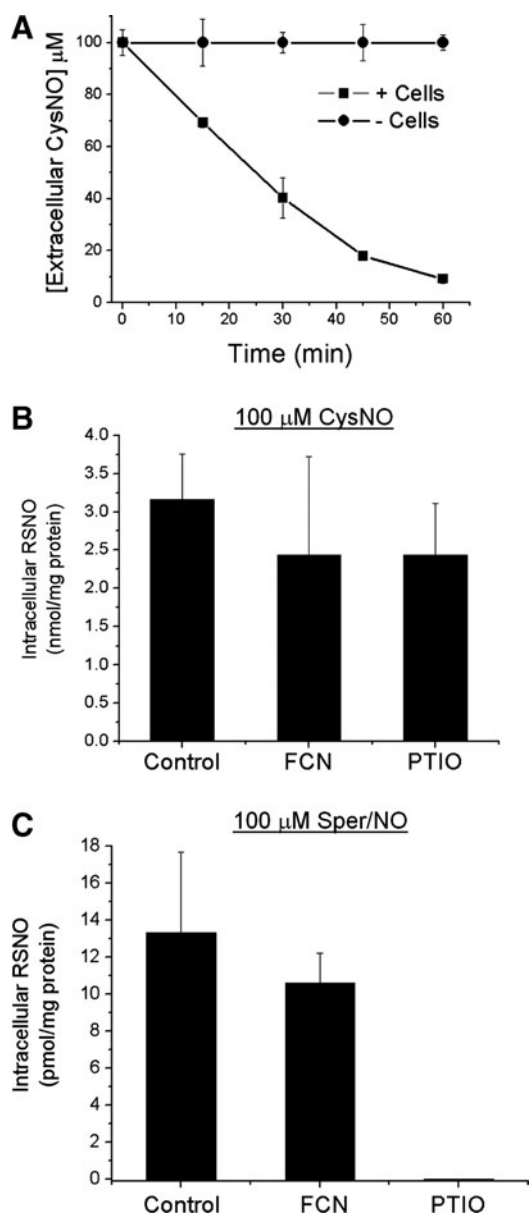 A
[Extracellular CysNO] μM
100
80
60
40
20
0
+ Cells
- Cells
0 10 20 30 40 50 60
Time (min)
B
100 μM CysNO
Intracellular RSNO
(nmol/mg protein)
4.0
3.5
3.0
2.5
2.0
1.5
1.0
0.5
0.0
Control FCN PTIO
C
100 μM Sper/NO
Intracellular RSNO
(pmol/mg protein)
18
16
14
12
10
8
6
4
2
0
Control FCN PTIO